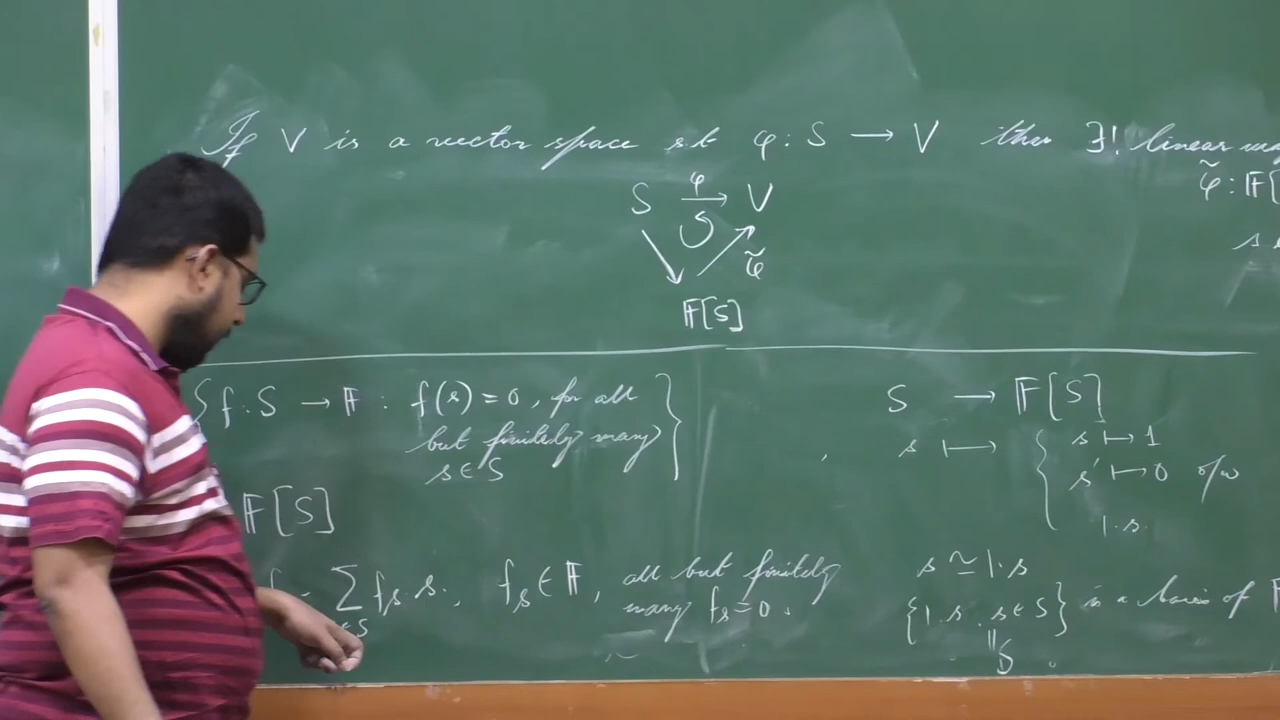 If V is a vector space st φ : S → V then ∃! linear
φ̃ : 𝔽[
S φ→ V
φ̃
𝔽[S]
{f : S → 𝔽 : f(s) = 0, for all
but finitely many
s ∈ S}
𝔽[S]
∑ f_s . s . , f_s ∈ 𝔽, all but finitely
many f_s = 0 .
S → 𝔽[S]
s ↦ { s ↦ 1
s' ↦ 0 o/w
1.s.
s ≃ 1.s
{1.s . s ∈ S} is a basis of 𝔽
||
S